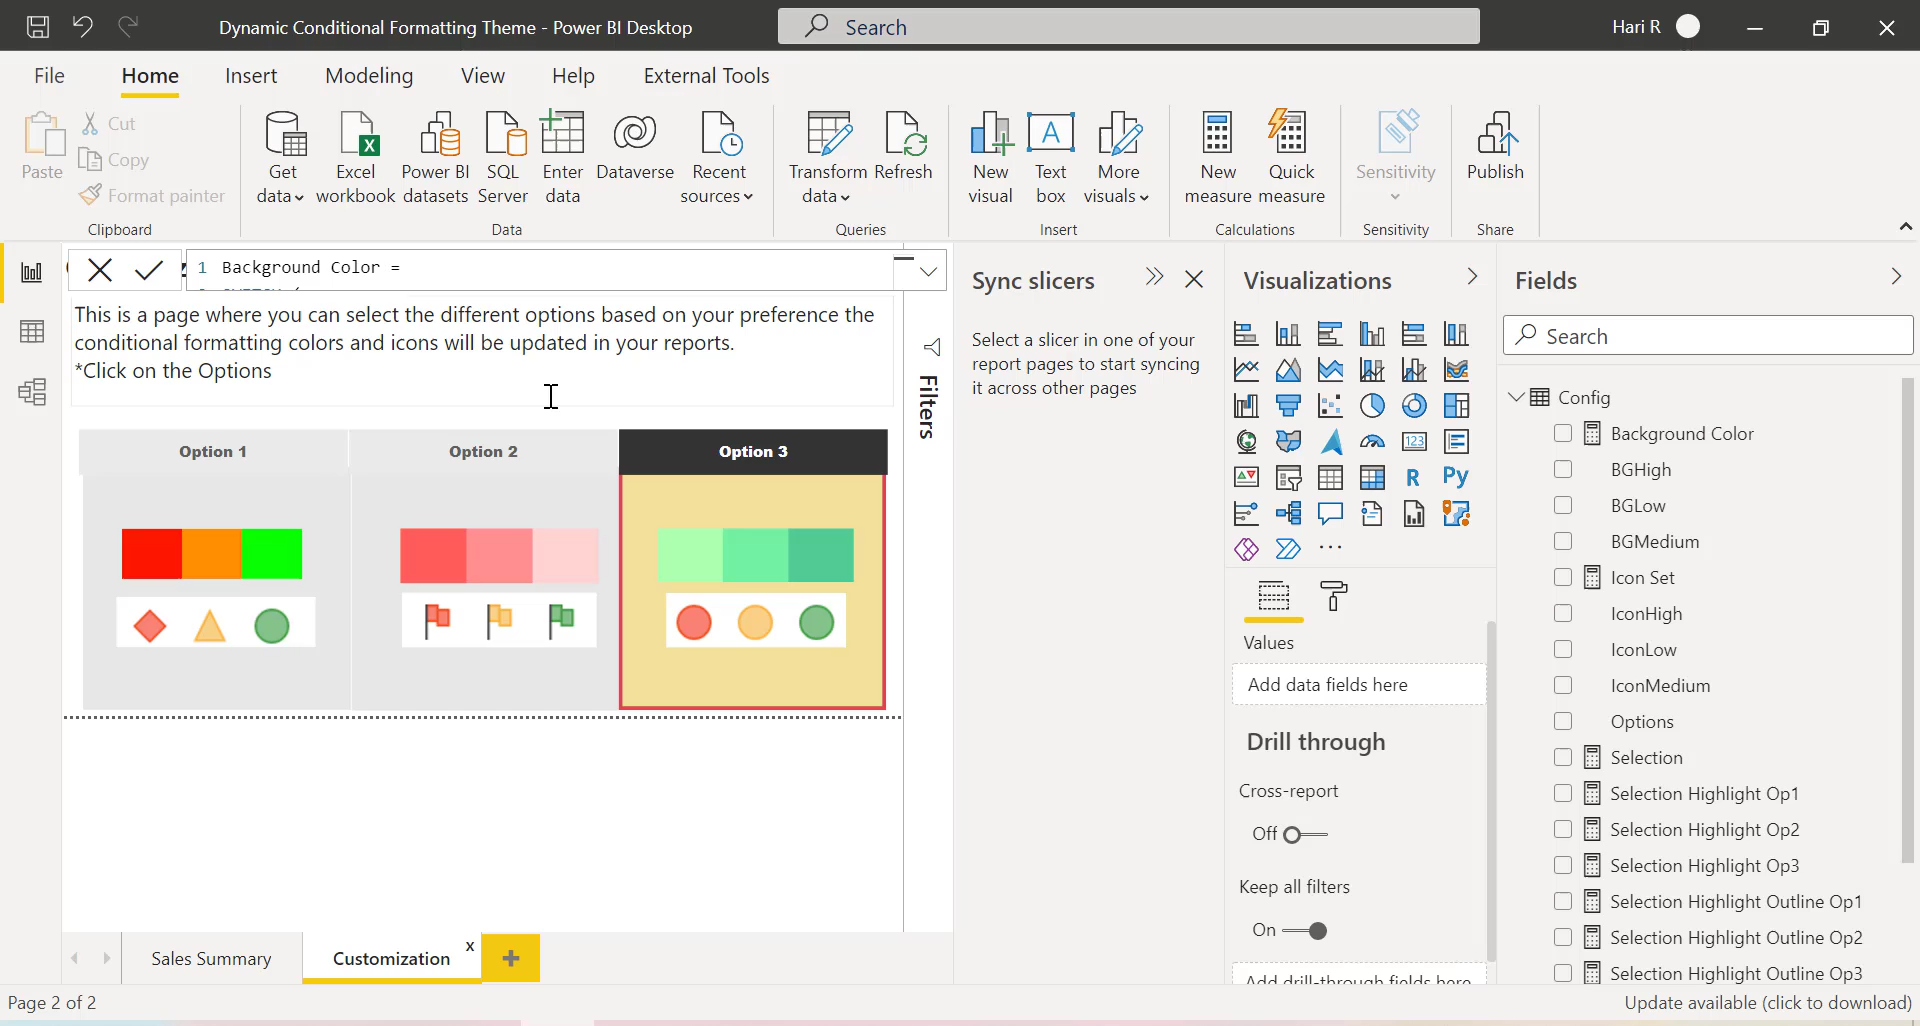 Dynamic Conditional Formatting Theme - Power BI Desktop
Search
Hari R
File
Home
Insert
Modeling
View
Help
External Tools
Paste
Cut
Copy
Format painter
Clipboard
Get
data
Excel
workbook
Power BI
datasets
SQL
Server
Enter
data
Dataverse
Recent
sources
Data
Transform
data
Refresh
Queries
New
visual
Text
box
More
visuals
Insert
New
measure
Quick
measure
Calculations
Sensitivity
Sensitivity
Publish
Share
1 Background Color =
This is a page where you can select the different options based on your preference the
conditional formatting colors and icons will be updated in your reports.
*Click on the Options
Option 1
Option 2
Option 3
Filters
Sync slicers
Select a slicer in one of your
report pages to start syncing
it across other pages
Visualizations
123
R
Py
Values
Add data fields here
Drill through
Cross-report
Off
Keep all filters
On
Add drill-through fields here
Fields
Search
Config
Background Color
BGHigh
BGLow
BGMedium
Icon Set
IconHigh
IconLow
IconMedium
Options
Selection
Selection Highlight Op1
Selection Highlight Op2
Selection Highlight Op3
Selection Highlight Outline Op1
Selection Highlight Outline Op2
Selection Highlight Outline Op3
Sales Summary
Customization
x
Page 2 of 2
Update available (click to download)